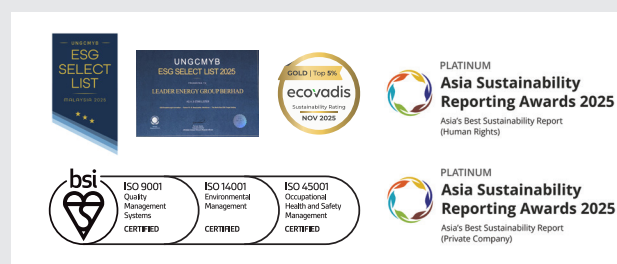 UNGCMYB
ESG
SELECT
LIST
MALAYSIA 2025
UNGCMYB
ESG SELECT LIST 2025
LEADER ENERGY GROUP BERHAD
GOLD | Top 5%
ecovadis
Sustainability Rating
NOV 2025
PLATINUM
Asia Sustainability
Reporting Awards 2025
Asia's Best Sustainability Report
(Human Rights)
bsi
ISO 9001
Quality
Management
Systems
CERTIFIED
ISO 14001
Environmental
Management
CERTIFIED
ISO 45001
Occupational
Health and Safety
Management
CERTIFIED
PLATINUM
Asia Sustainability
Reporting Awards 2025
Asia's Best Sustainability Report
(Private Company)